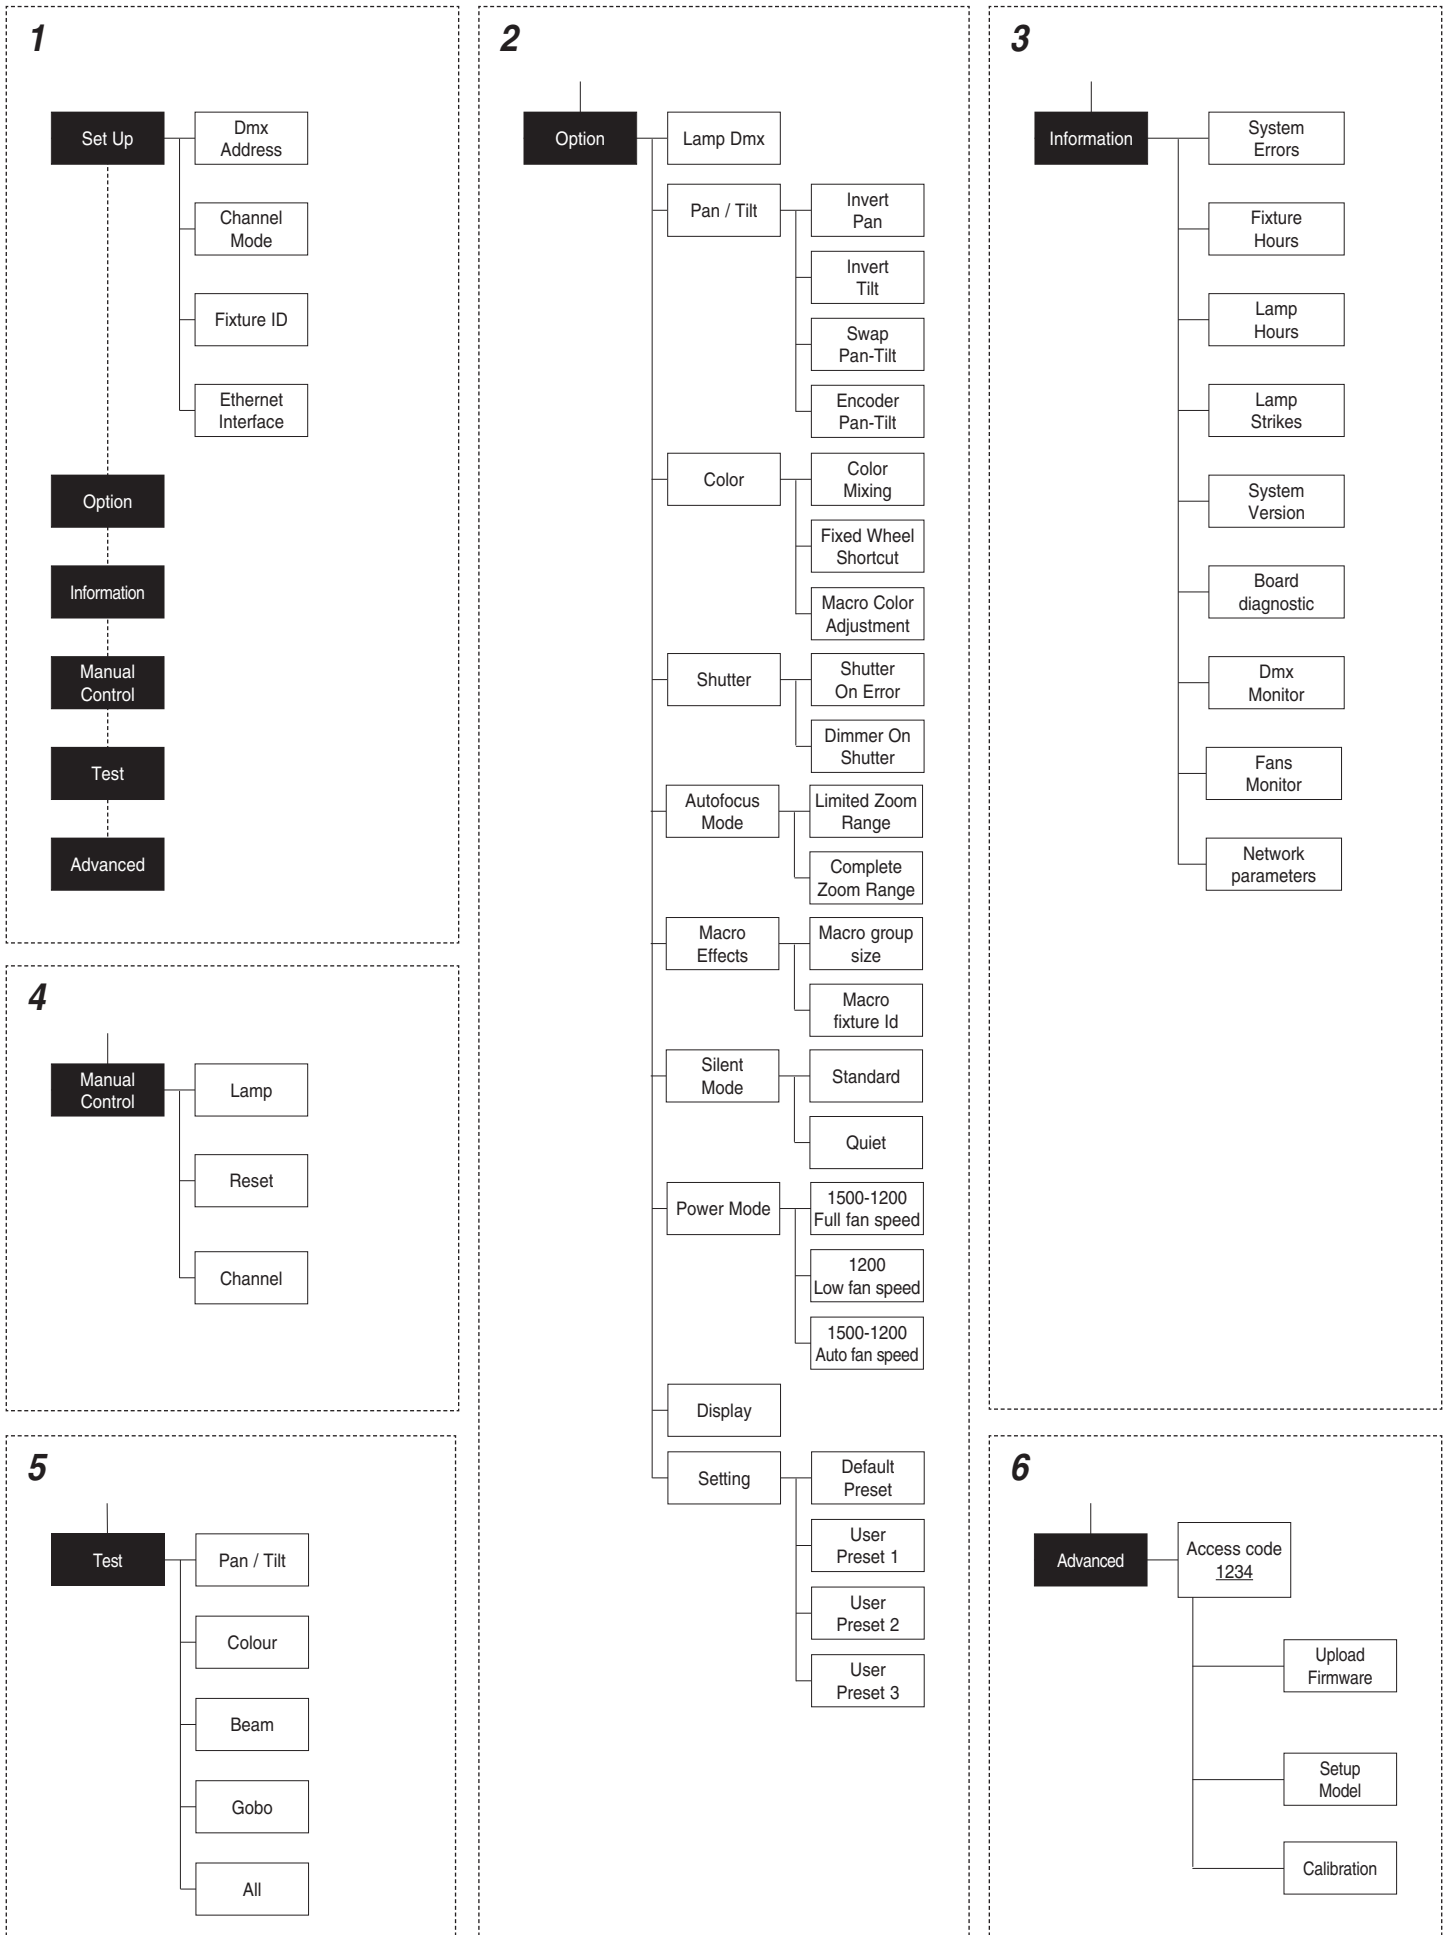 1
Set Up
Dmx
Address
Channel
Mode
Fixture ID
Ethernet
Interface
Option
Information
Manual
Control
Test
Advanced
2
Option
Lamp Dmx
Pan / Tilt
Invert
Pan
Invert
Tilt
Swap
Pan-Tilt
Encoder
Pan-Tilt
Color
Color
Mixing
Fixed Wheel
Shortcut
Macro Color
Adjustment
Shutter
Shutter
On Error
Dimmer On
Shutter
Autofocus
Mode
Limited Zoom
Range
Complete
Zoom Range
Macro
Effects
Macro group
size
Macro
fixture Id
Silent
Mode
Standard
Quiet
Power Mode
1500-1200
Full fan speed
1200
Low fan speed
1500-1200
Auto fan speed
Display
Setting
Default
Preset
User
Preset 1
User
Preset 2
User
Preset 3
3
Information
System
Errors
Fixture
Hours
Lamp
Hours
Lamp
Strikes
System
Version
Board
diagnostic
Dmx
Monitor
Fans
Monitor
Network
parameters
4
Manual
Control
Lamp
Reset
Channel
5
Test
Pan / Tilt
Colour
Beam
Gobo
All
6
Advanced
Access code
1234
Upload
Firmware
Setup
Model
Calibration